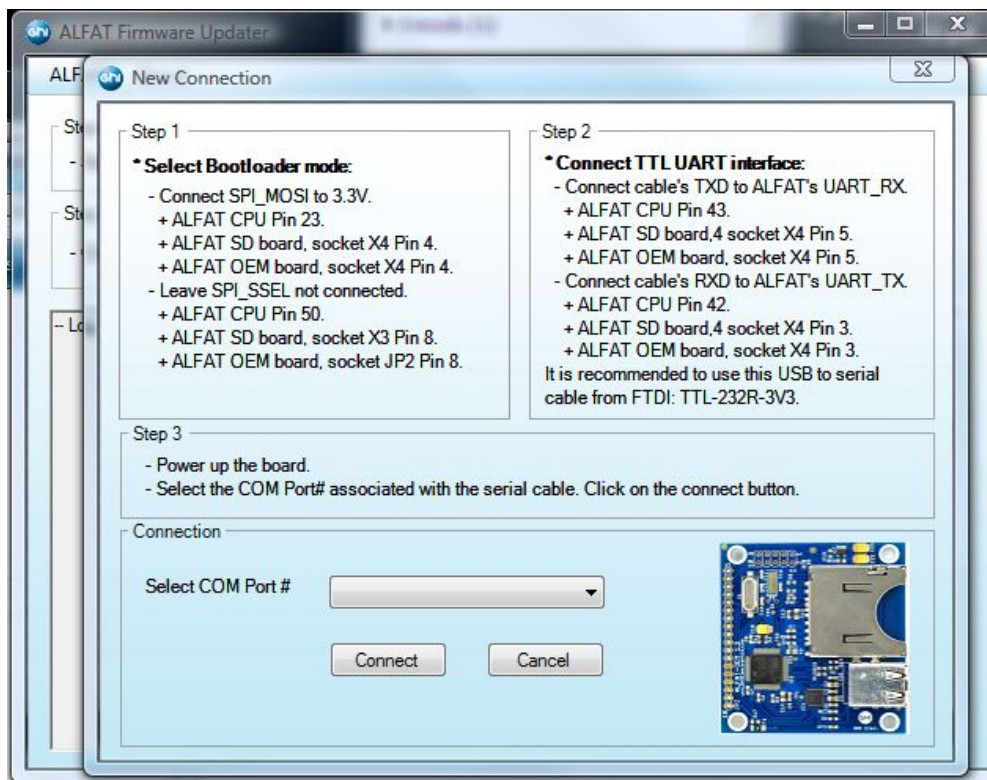 ALFAT Firmware Updater
New Connection
Step 1
* Select Bootloader mode:
- Connect SPI_MOSI to 3.3V.
+ ALFAT CPU Pin 23.
+ ALFAT SD board, socket X4 Pin 4.
+ ALFAT OEM board, socket X4 Pin 4.
- Leave SPI_SSEL not connected.
+ ALFAT CPU Pin 50.
+ ALFAT SD board, socket X3 Pin 8.
+ ALFAT OEM board, socket JP2 Pin 8.
Step 2
* Connect TTL UART interface:
- Connect cable's TXD to ALFAT's UART_RX.
+ ALFAT CPU Pin 43.
+ ALFAT SD board,4 socket X4 Pin 5.
+ ALFAT OEM board, socket X4 Pin 5.
- Connect cable's RXD to ALFAT's UART_TX.
+ ALFAT CPU Pin 42.
+ ALFAT SD board,4 socket X4 Pin 3.
+ ALFAT OEM board, socket X4 Pin 3.
It is recommended to use this USB to serial
cable from FTDI: TTL-232R-3V3.
Step 3
- Power up the board.
- Select the COM Port# associated with the serial cable. Click on the connect button.
Connection
Select COM Port #
Connect
Cancel